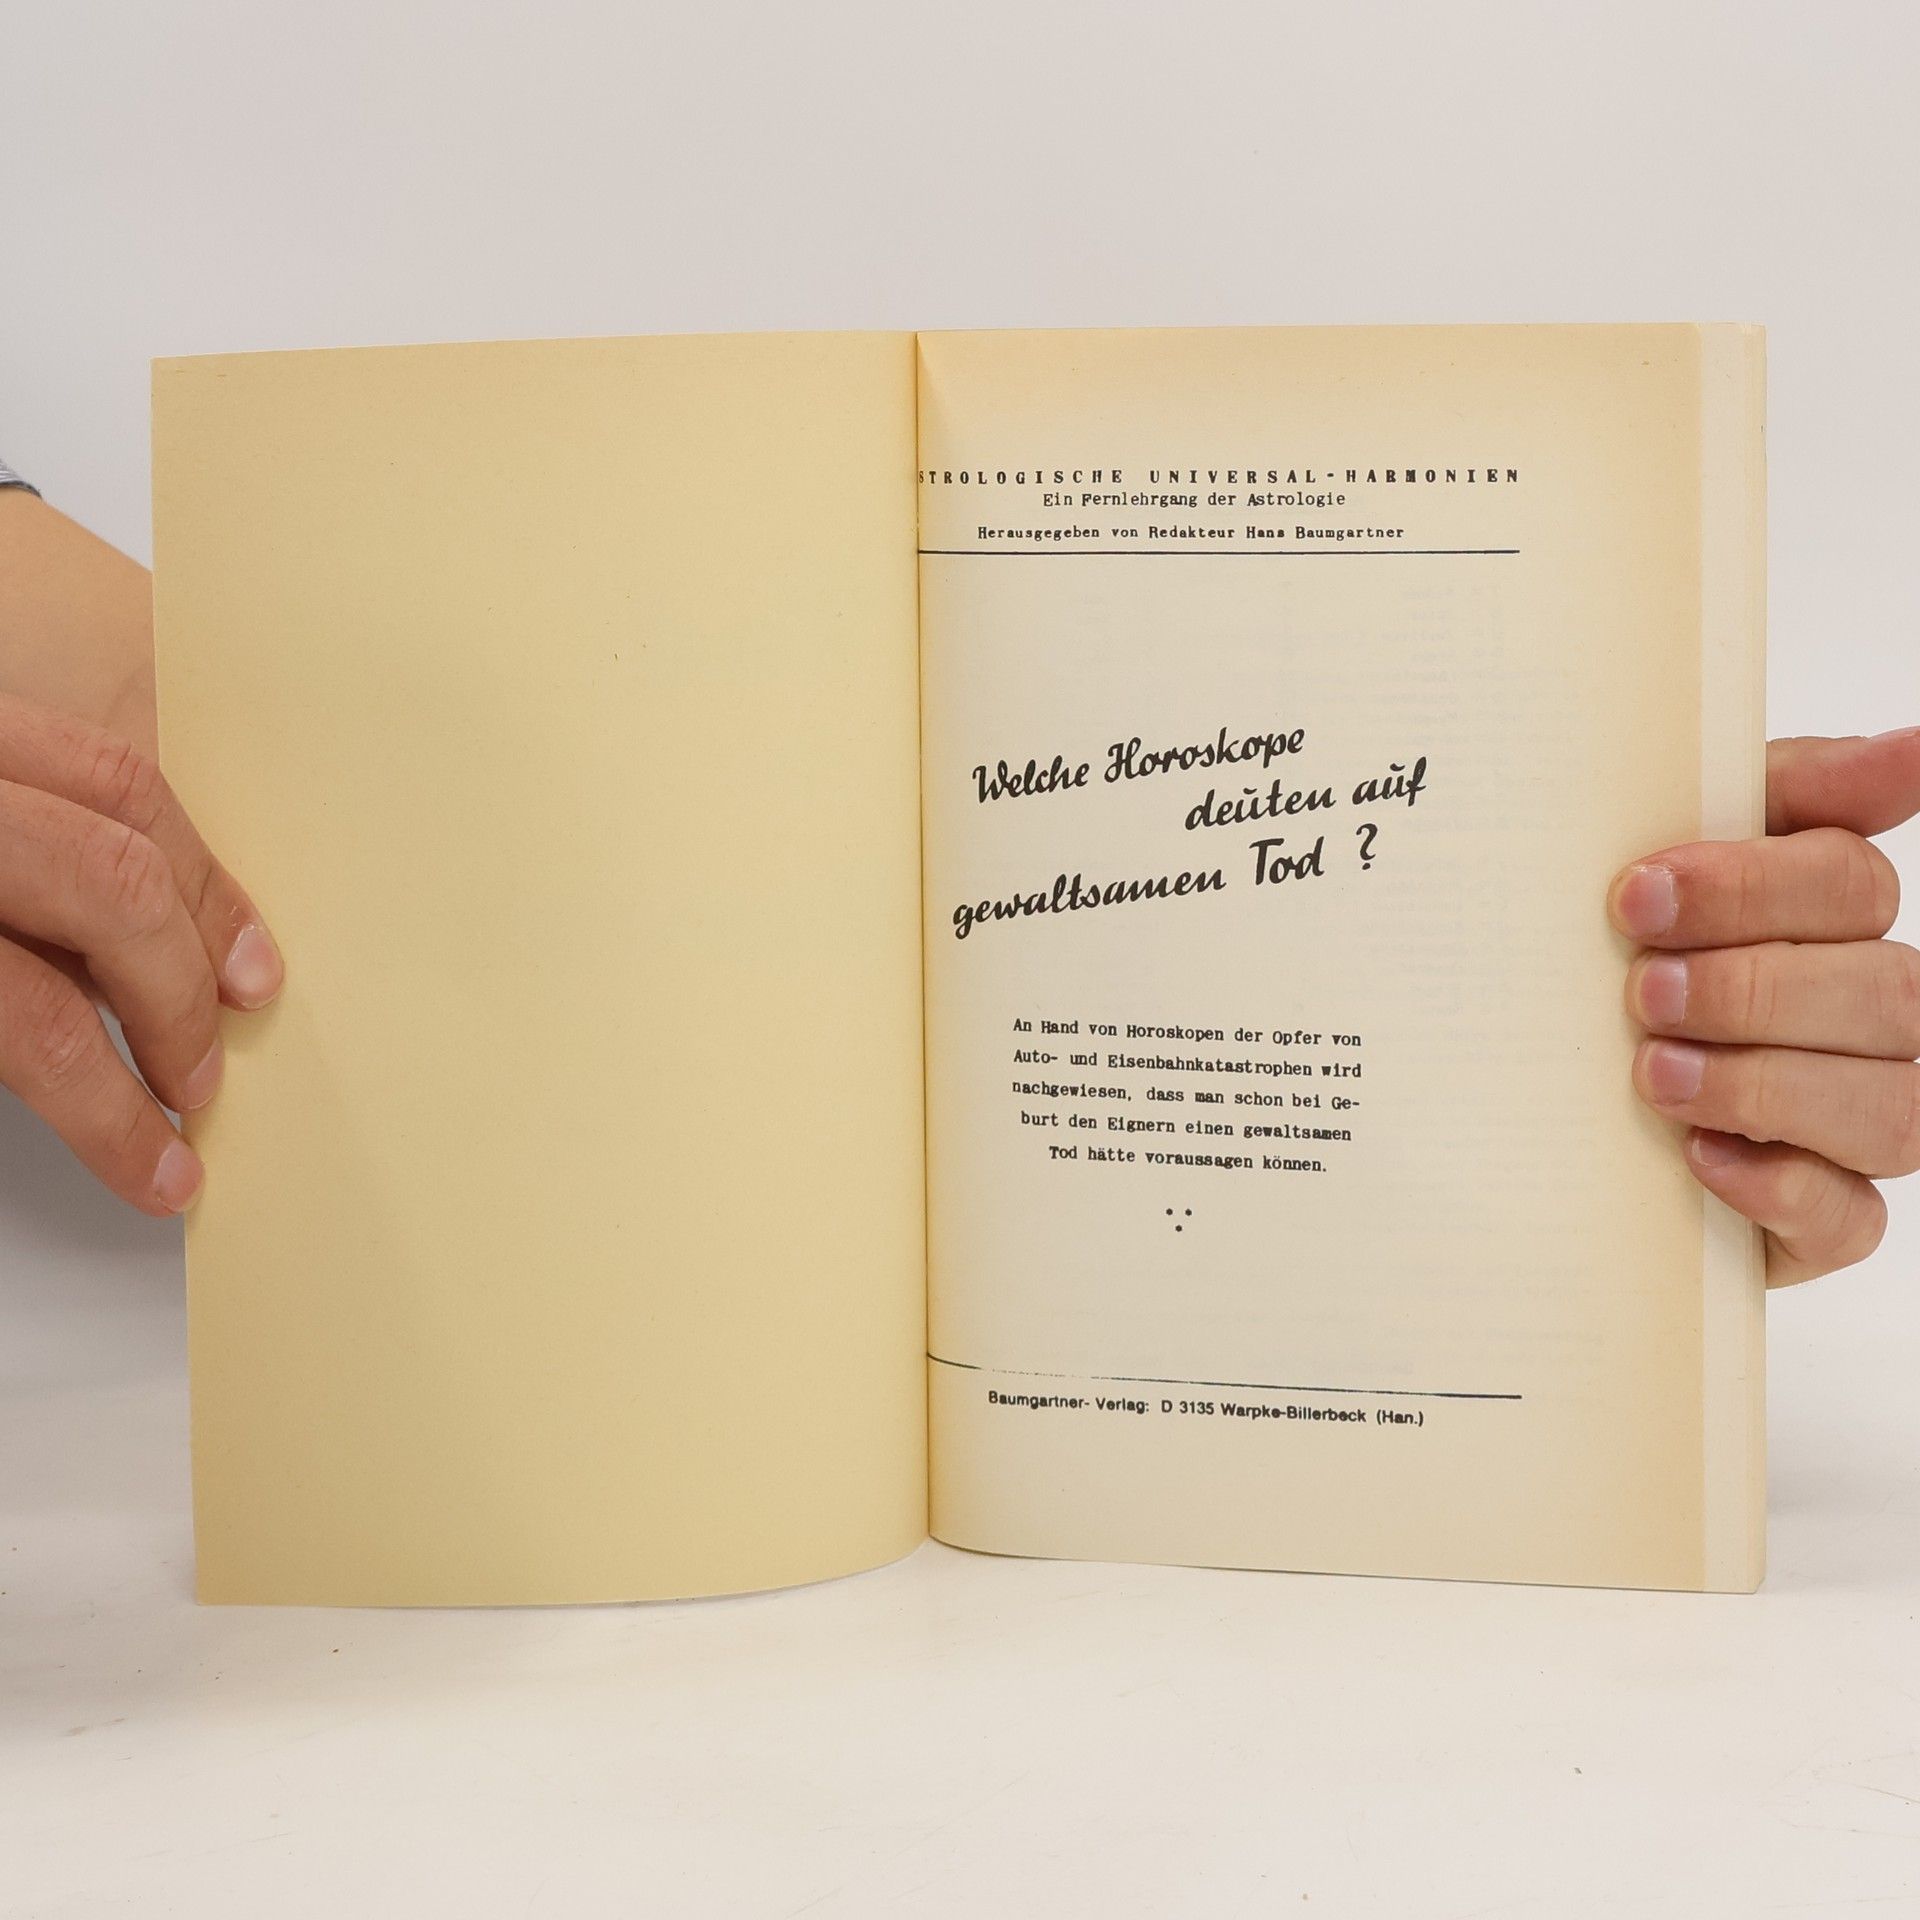 STROLOGISCHE UNIVERSAL-HARMONIEN
Ein Fernlehrgang der Astrologie
Herausgegeben von Redakteur Hans Baumgartner
Welche Horoskope
deuten auf
gewaltsamen Tod ?
An Hand von Horoskopen der Opfer von
Auto- und Eisenbahnkatastrophen wird
nachgewiesen, dass man schon bei Ge-
burt den Eignern einen gewaltsamen
Tod hätte voraussagen können.
Baumgartner- Verlag: D 3135 Warpke-Billerbeck (Han.)